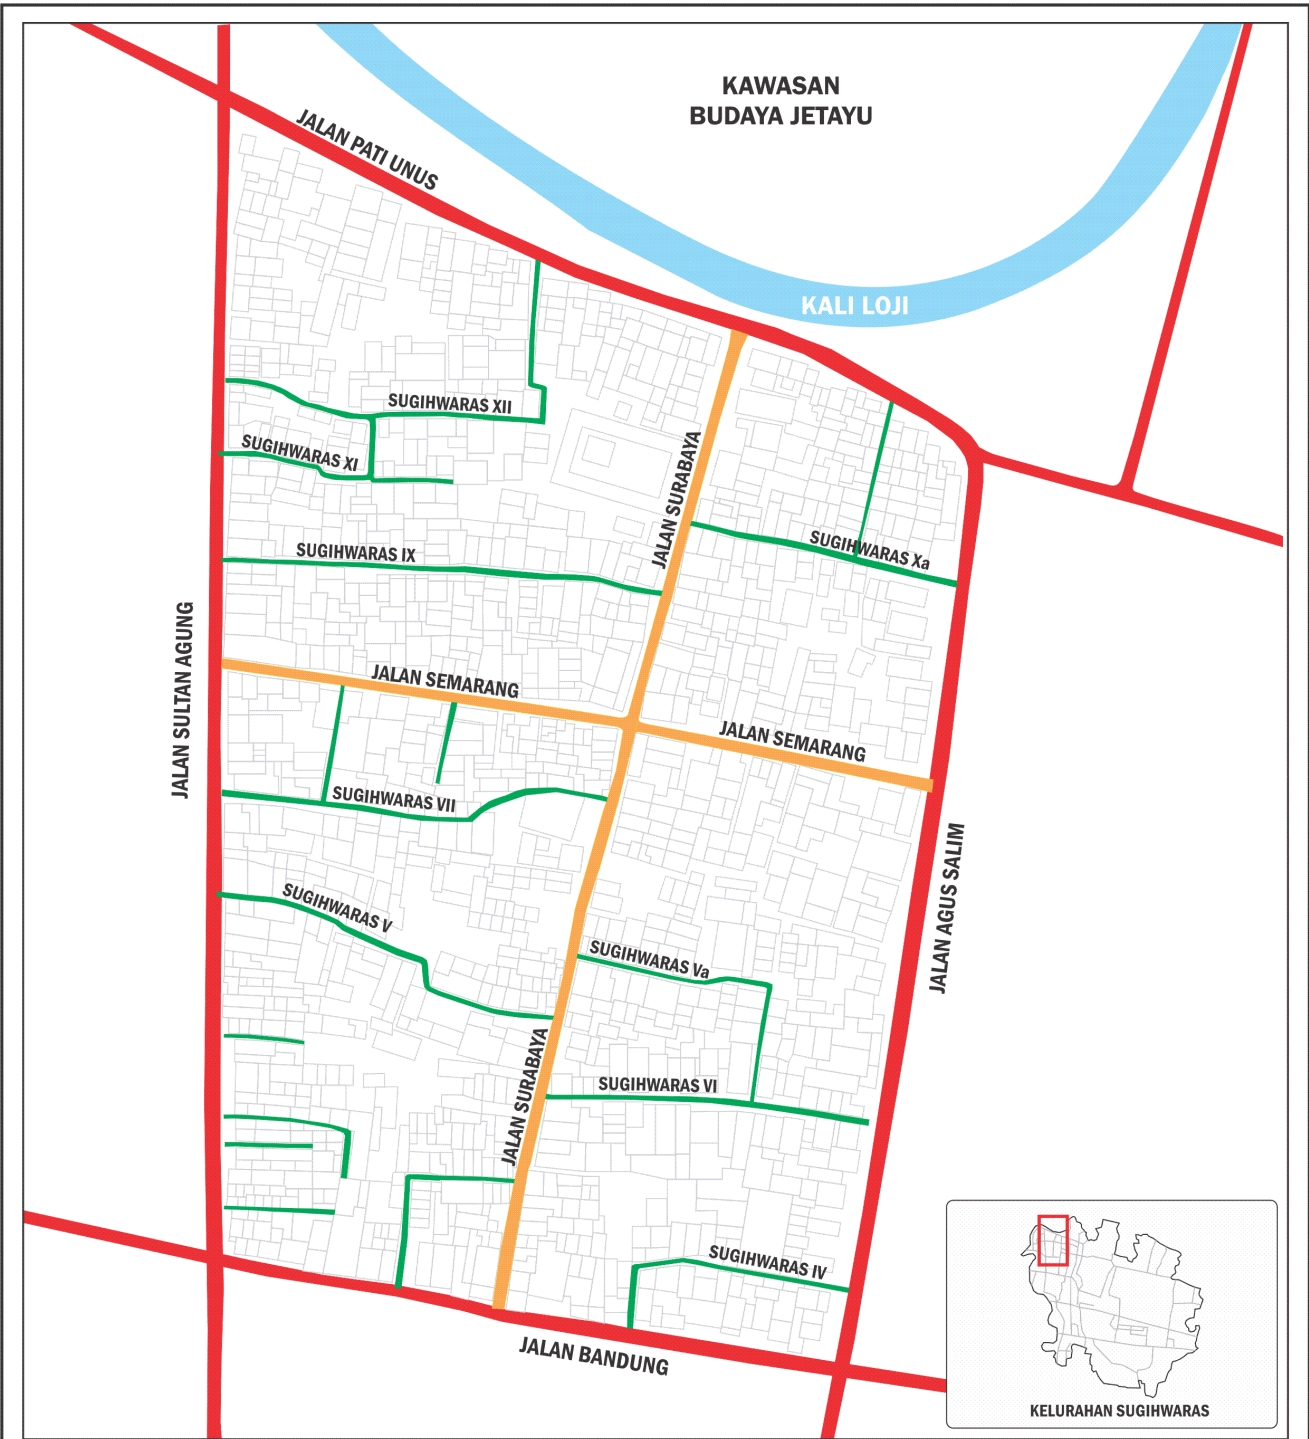 KAWASAN
BUDAYA JETAYU
JALAN PATI UNUS
KALI LOJI
SUGIHWARAS XII
SUGIHWARAS XI
JALAN SURABAYA
SUGIHWARAS Xa
SUGIHWARAS IX
JALAN SULTAN AGUNG
JALAN SEMARANG
JALAN SEMARANG
SUGIHWARAS VII
JALAN AGUS SALIM
SUGIHWARAS V
SUGIHWARAS Va
JALAN SURABAYA
SUGIHWARAS VI
SUGIHWARAS IV
JALAN BANDUNG
KELURAHAN SUGIHWARAS